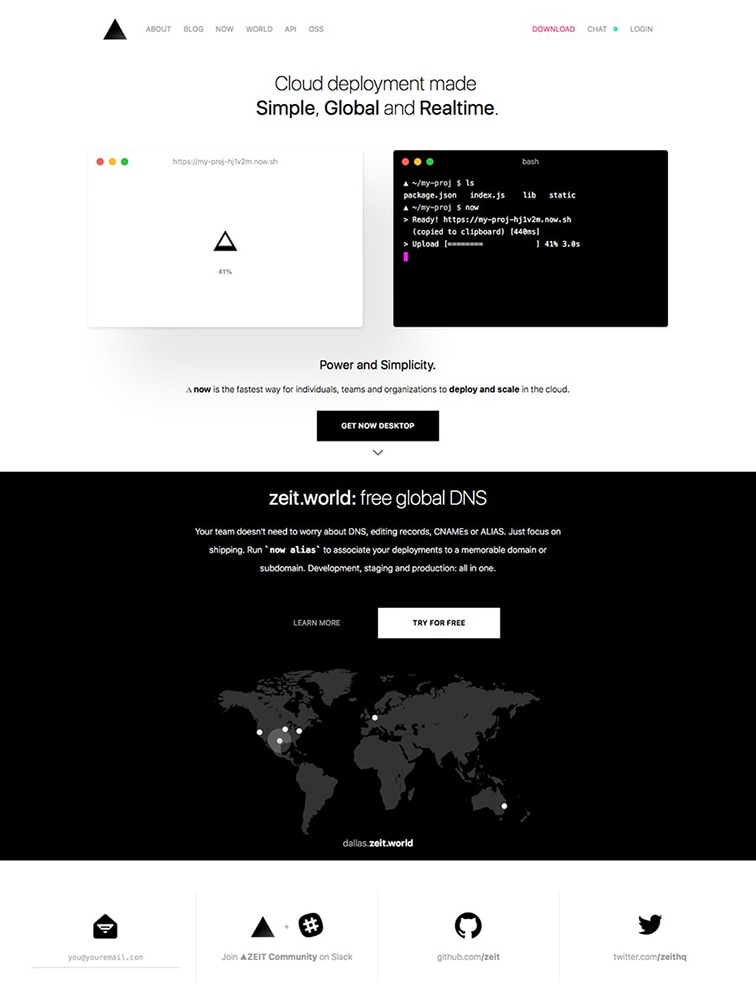 ABOUT BLOG NOW WORLD API OSS DOWNLOAD CHAT LOGIN
Cloud deployment made
Simple, Global and Realtime.
https://my-proj-hj1v2m.now.sh
41%
bash
▲ ~/my-proj $ ls
package.json index.js lib static
▲ ~/my-proj $ now
> Ready! https://my-proj-hj1v2m.now.sh
(copied to clipboard) [440ms]
> Upload [======== ] 41% 3.0s
Power and Simplicity.
△ now is the fastest way for individuals, teams and organizations to deploy and scale in the cloud.
GET NOW DESKTOP
zeit.world: free global DNS
Your team doesn't need to worry about DNS, editing records, CNAMEs or ALIAS. Just focus on
shipping. Run `now alias` to associate your deployments to a memorable domain or
subdomain. Development, staging and production: all in one.
LEARN MORE TRY FOR FREE
dallas.zeit.world
you@youremail.com
+
Join ▲ZEIT Community on Slack
github.com/zeit
twitter.com/zeithq